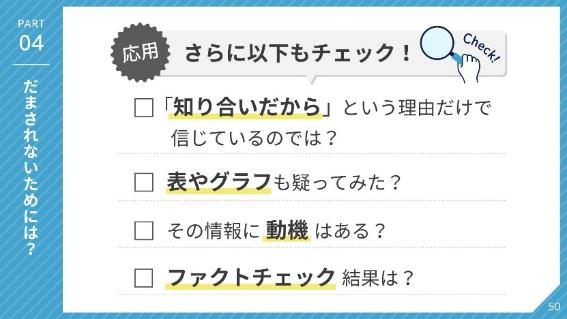 PART
04
だまされないためには？
応用
さらに以下もチェック！
Check!
「知り合いだから」という理由だけで
信じているのでは？
表やグラフも疑ってみた？
その情報に 動機 はある？
ファクトチェック 結果は？
50